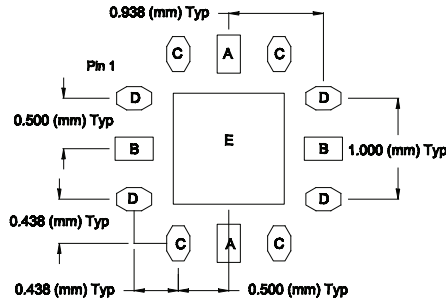 0.938 (mm) Typ
C A C
Pin 1
D D
0.500 (mm) Typ
E
B B
1.000 (mm) Typ
D D
0.438 (mm) Typ
C A C
0.438 (mm) Typ 0.500 (mm) Typ